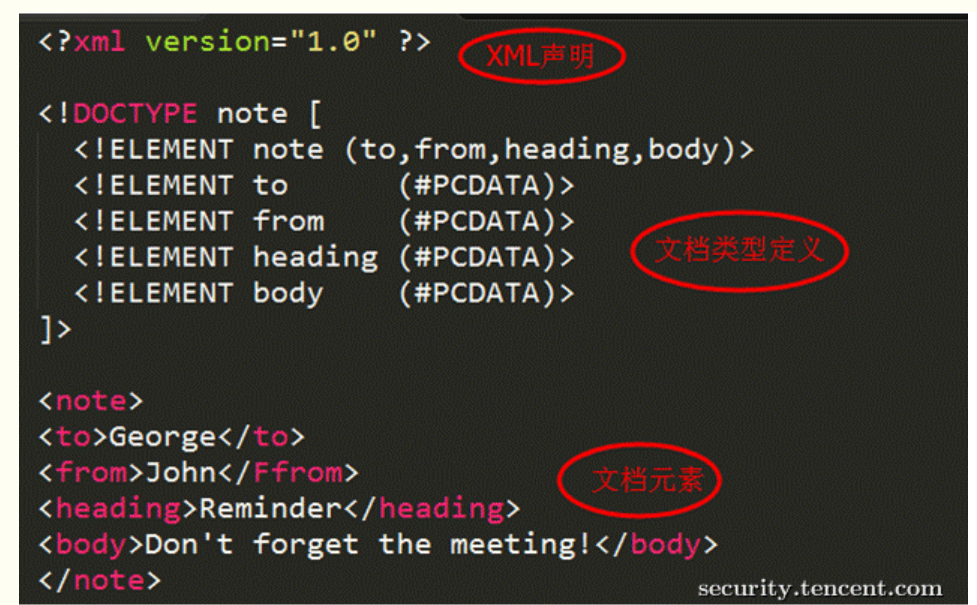 <?xml version="1.0" ?>
XML声明
<!DOCTYPE note [
<!ELEMENT note (to,from,heading,body)>
<!ELEMENT to (#PCDATA)>
<!ELEMENT from (#PCDATA)>
<!ELEMENT heading (#PCDATA)>
<!ELEMENT body (#PCDATA)>
]>
文档类型定义
<note>
<to>George</to>
<from>John</Ffrom>
<heading>Reminder</heading>
<body>Don't forget the meeting!</body>
</note>
文档元素
security.tencent.com